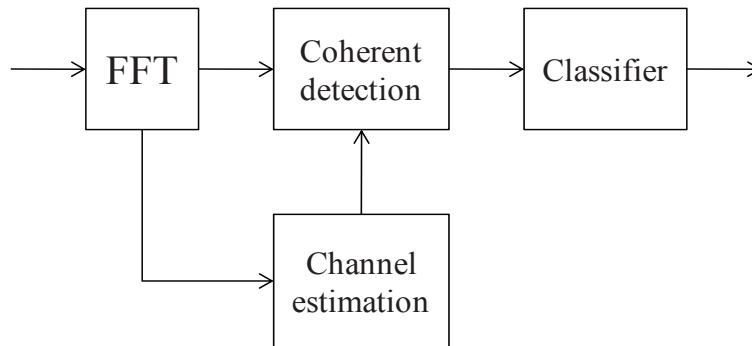 FFT
Coherent
detection
Classifier
Channel
estimation